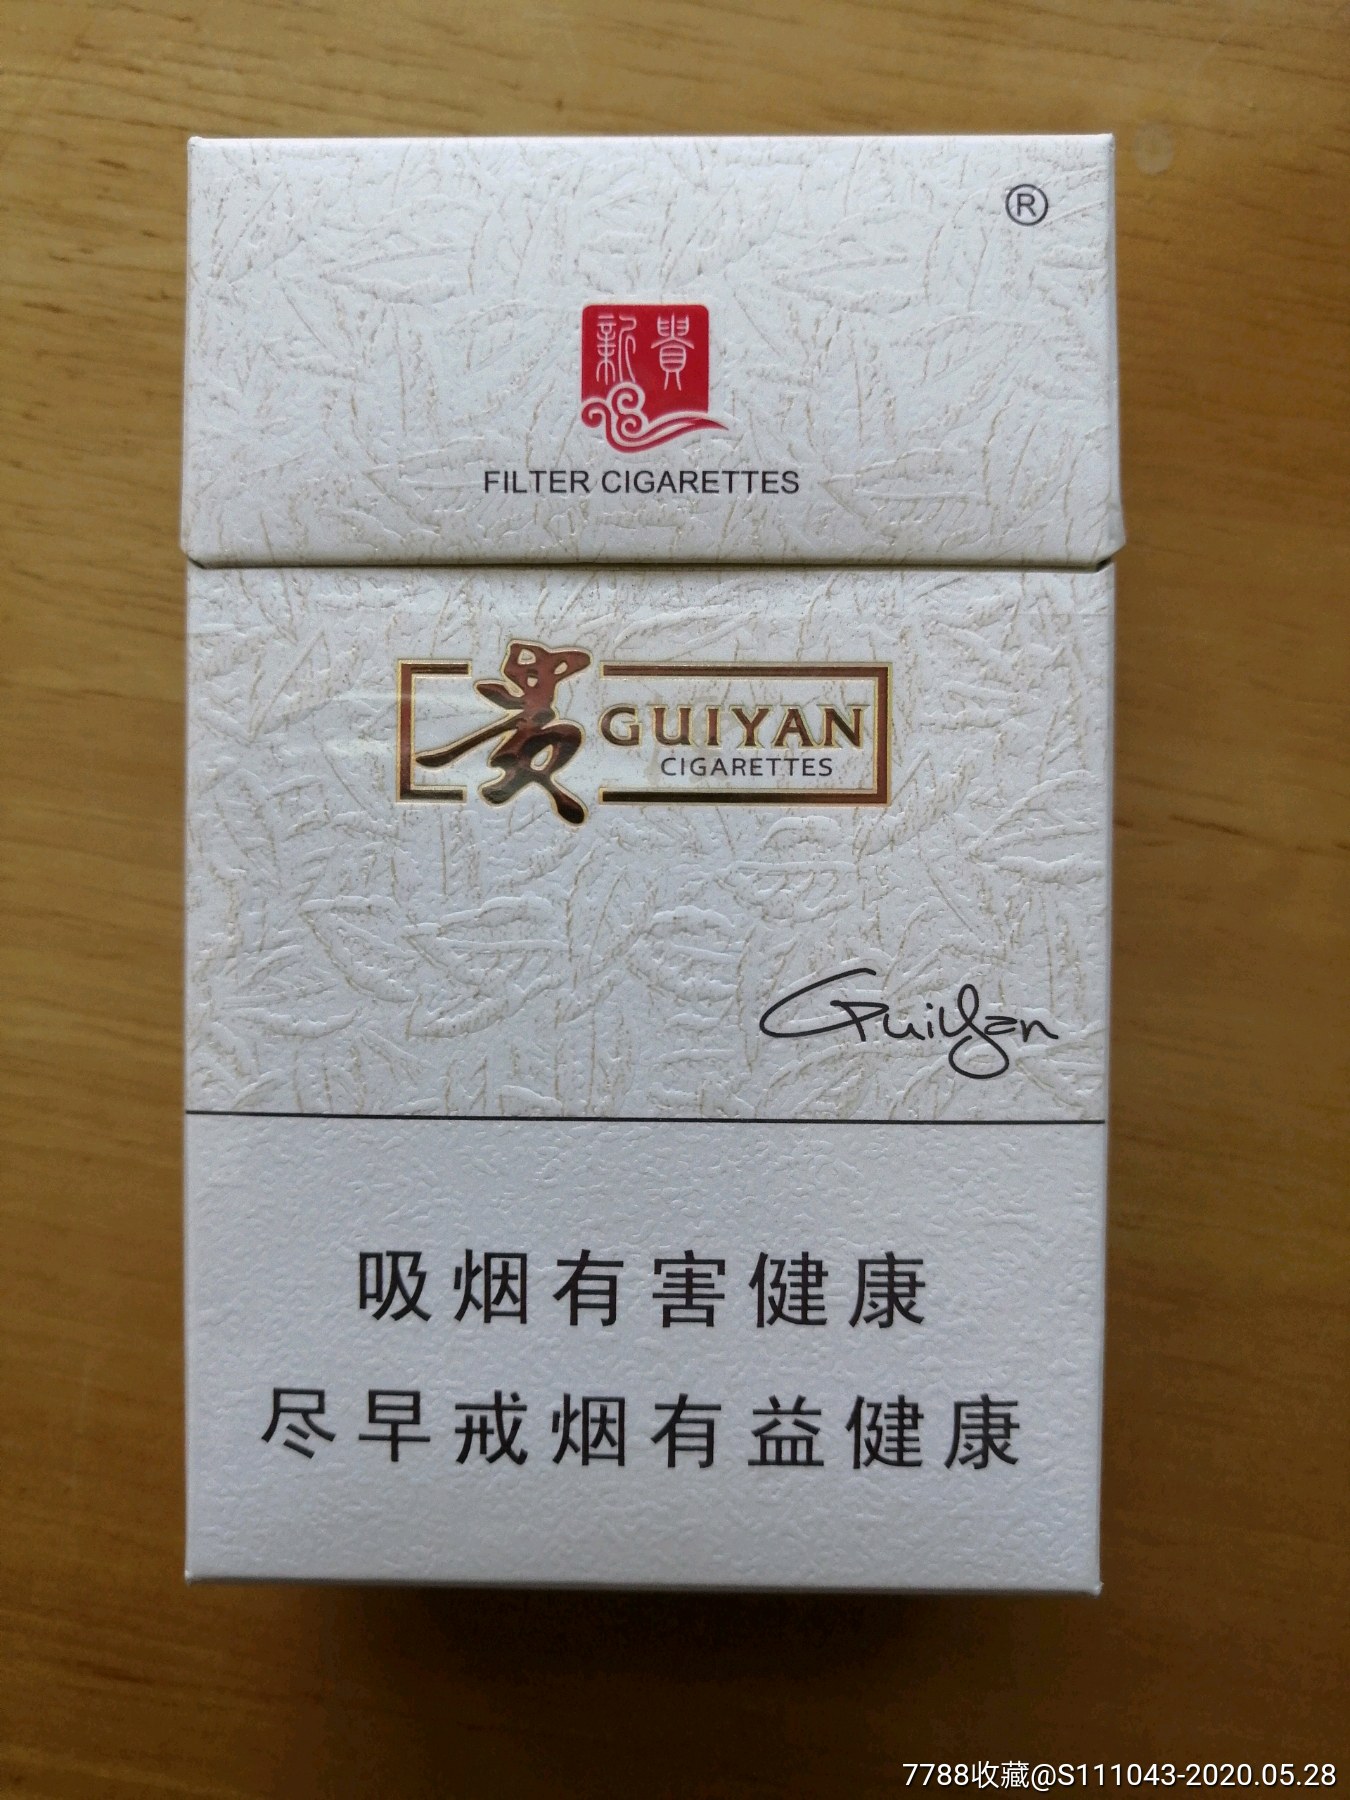 ®
新貴
FILTER CIGARETTES
贵
GUIYAN
CIGARETTES
GuiYan
吸烟有害健康
尽早戒烟有益健康
7788收藏@S111043-2020.05.28